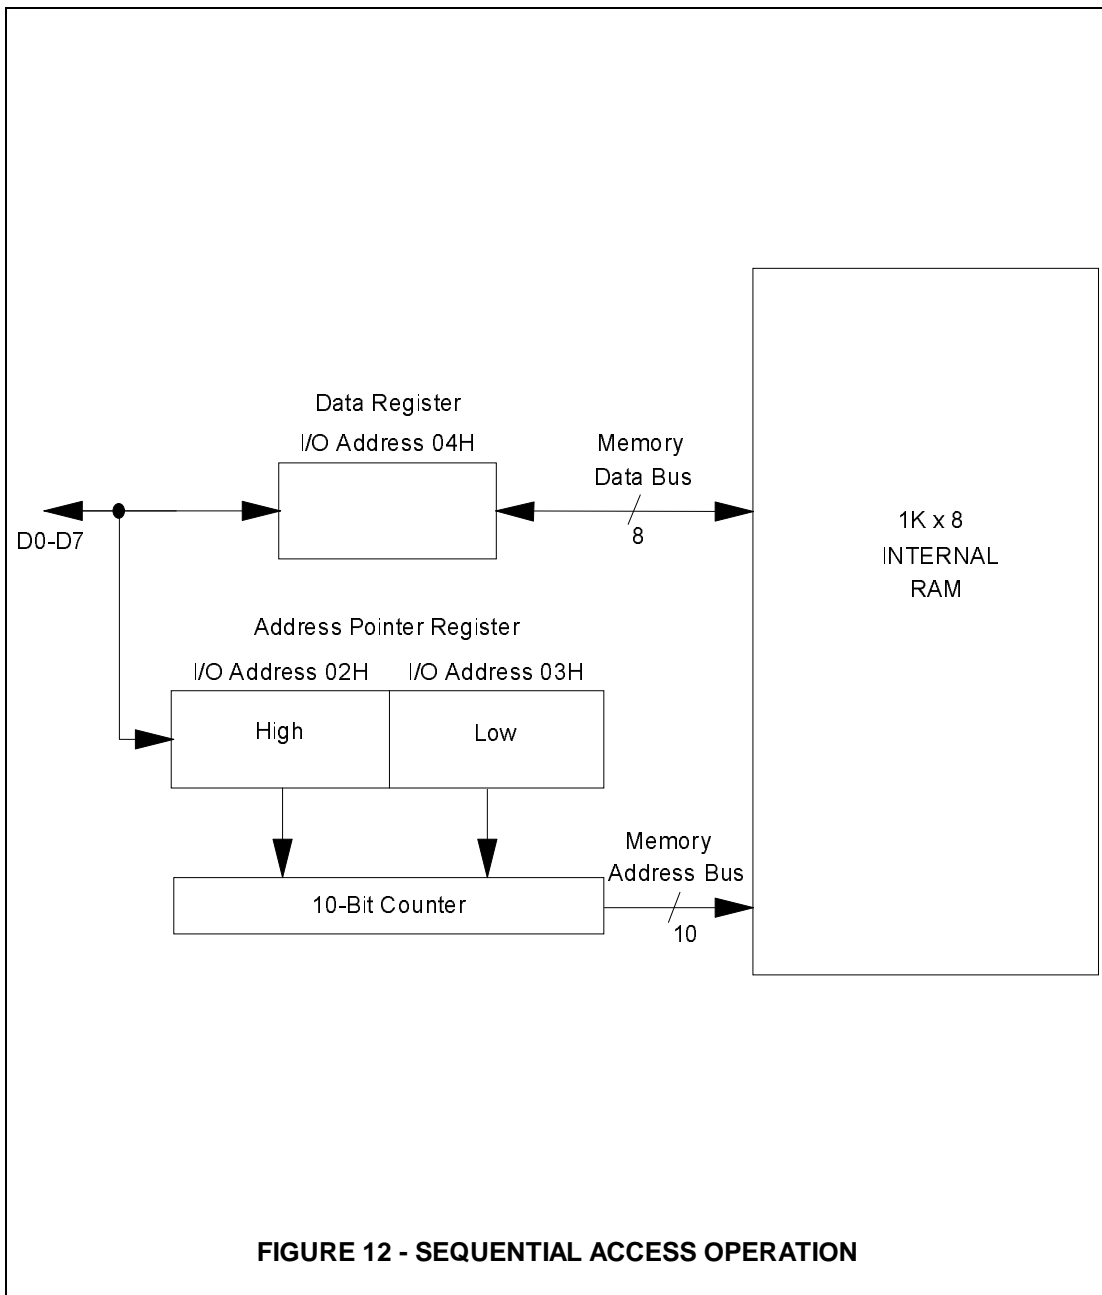 Data Register
I/O Address 04H
Memory
Data Bus
8
D0-D7
1K x 8
INTERNAL
RAM
Address Pointer Register
I/O Address 02H
I/O Address 03H
High
Low
Memory
Address Bus
10-Bit Counter
10
FIGURE 12 - SEQUENTIAL ACCESS OPERATION